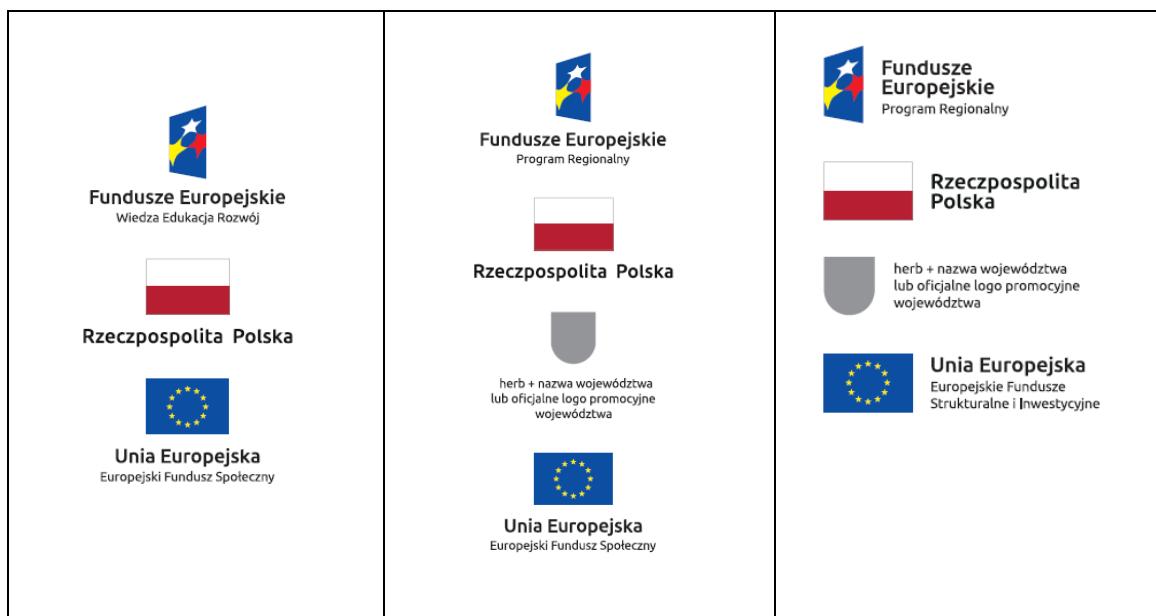 Fundusze Europejskie
Wiedza Edukacja Rozwój
Rzeczpospolita Polska
Unia Europejska
Europejski Fundusz Społeczny
Fundusze Europejskie
Program Regionalny
Rzeczpospolita Polska
herb + nazwa województwa
lub oficjalne logo promocyjne
województwa
Unia Europejska
Europejski Fundusz Społeczny
Fundusze
Europejskie
Program Regionalny
Rzeczpospolita
Polska
herb + nazwa województwa
lub oficjalne logo promocyjne
województwa
Unia Europejska
Europejskie Fundusze
Strukturalne i Inwestycyjne